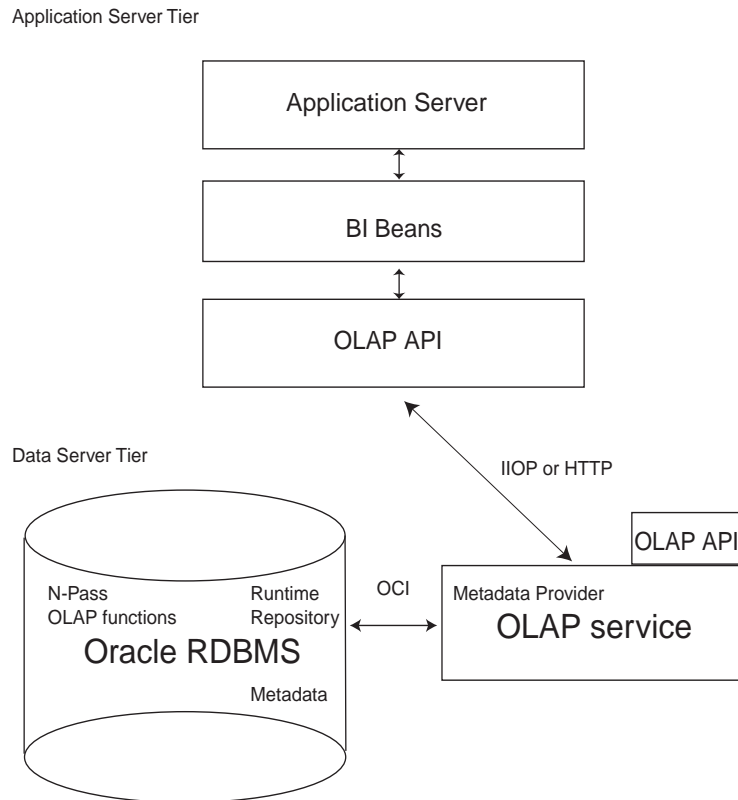 Application Server Tier
Application Server
BI Beans
OLAP API
IIOP or HTTP
Data Server Tier
OLAP API
N-Pass
OLAP functions
Runtime
Repository
Oracle RDBMS
Metadata
OCI
Metadata Provider
OLAP service